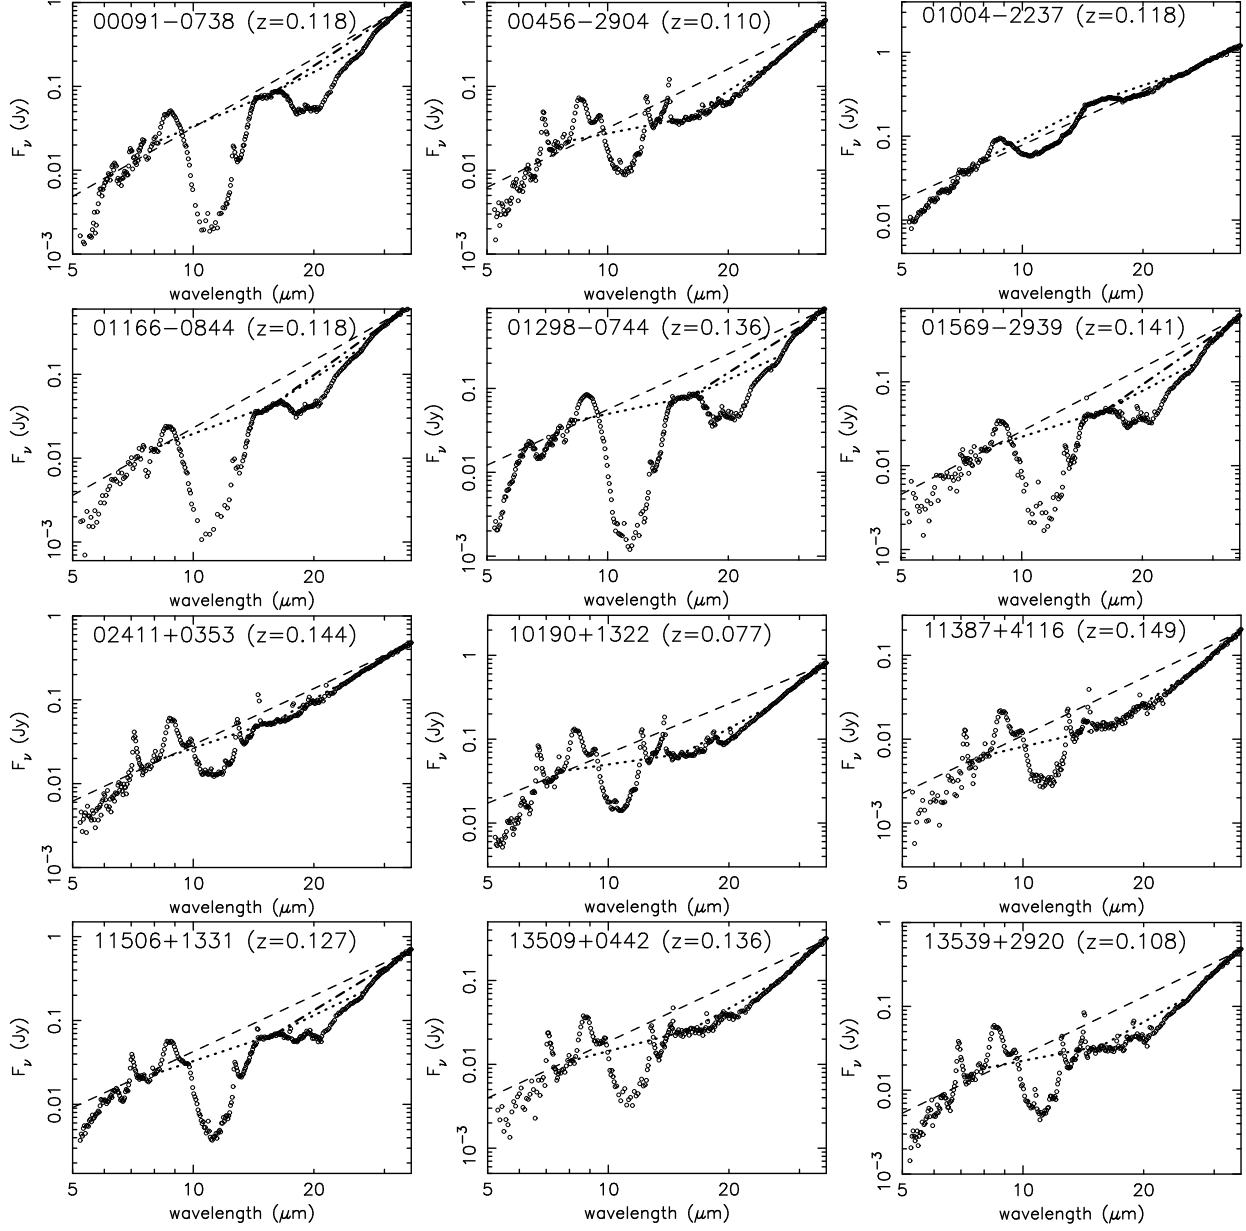 00091−0738 (z=0.118)
F_ν (Jy)
1
0.1
0.01
10⁻³
5
10
20
wavelength (μm)
00456−2904 (z=0.110)
F_ν (Jy)
1
0.1
0.01
10⁻³
5
10
20
wavelength (μm)
01004−2237 (z=0.118)
F_ν (Jy)
1
0.1
0.01
5
10
20
wavelength (μm)
01166−0844 (z=0.118)
F_ν (Jy)
0.1
0.01
10⁻³
5
10
20
wavelength (μm)
01298−0744 (z=0.136)
F_ν (Jy)
0.1
0.01
10⁻³
5
10
20
wavelength (μm)
01569−2939 (z=0.141)
F_ν (Jy)
0.1
0.01
10⁻³
5
10
20
wavelength (μm)
02411+0353 (z=0.144)
F_ν (Jy)
1
0.1
0.01
10⁻³
5
10
20
wavelength (μm)
10190+1322 (z=0.077)
F_ν (Jy)
1
0.1
0.01
5
10
20
wavelength (μm)
11387+4116 (z=0.149)
F_ν (Jy)
0.1
0.01
10⁻³
5
10
20
wavelength (μm)
11506+1331 (z=0.127)
F_ν (Jy)
1
0.1
0.01
5
10
20
wavelength (μm)
13509+0442 (z=0.136)
F_ν (Jy)
0.1
0.01
10⁻³
5
10
20
wavelength (μm)
13539+2920 (z=0.108)
F_ν (Jy)
1
0.1
0.01
10⁻³
5
10
20
wavelength (μm)